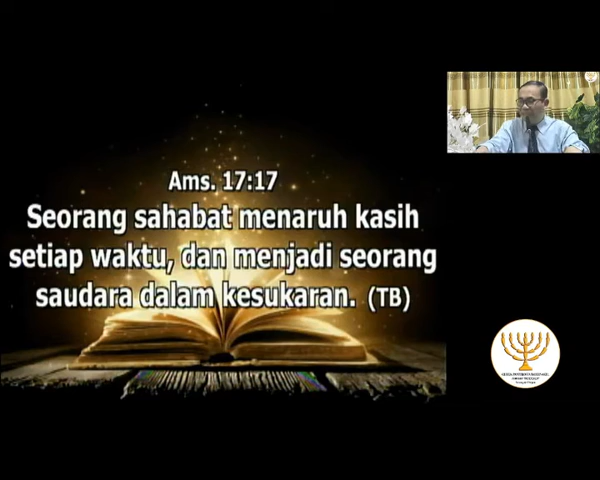 Ams. 17:17
Seorang sahabat menaruh kasih
setiap waktu, dan menjadi seorang
saudara dalam kesukaran. (TB)